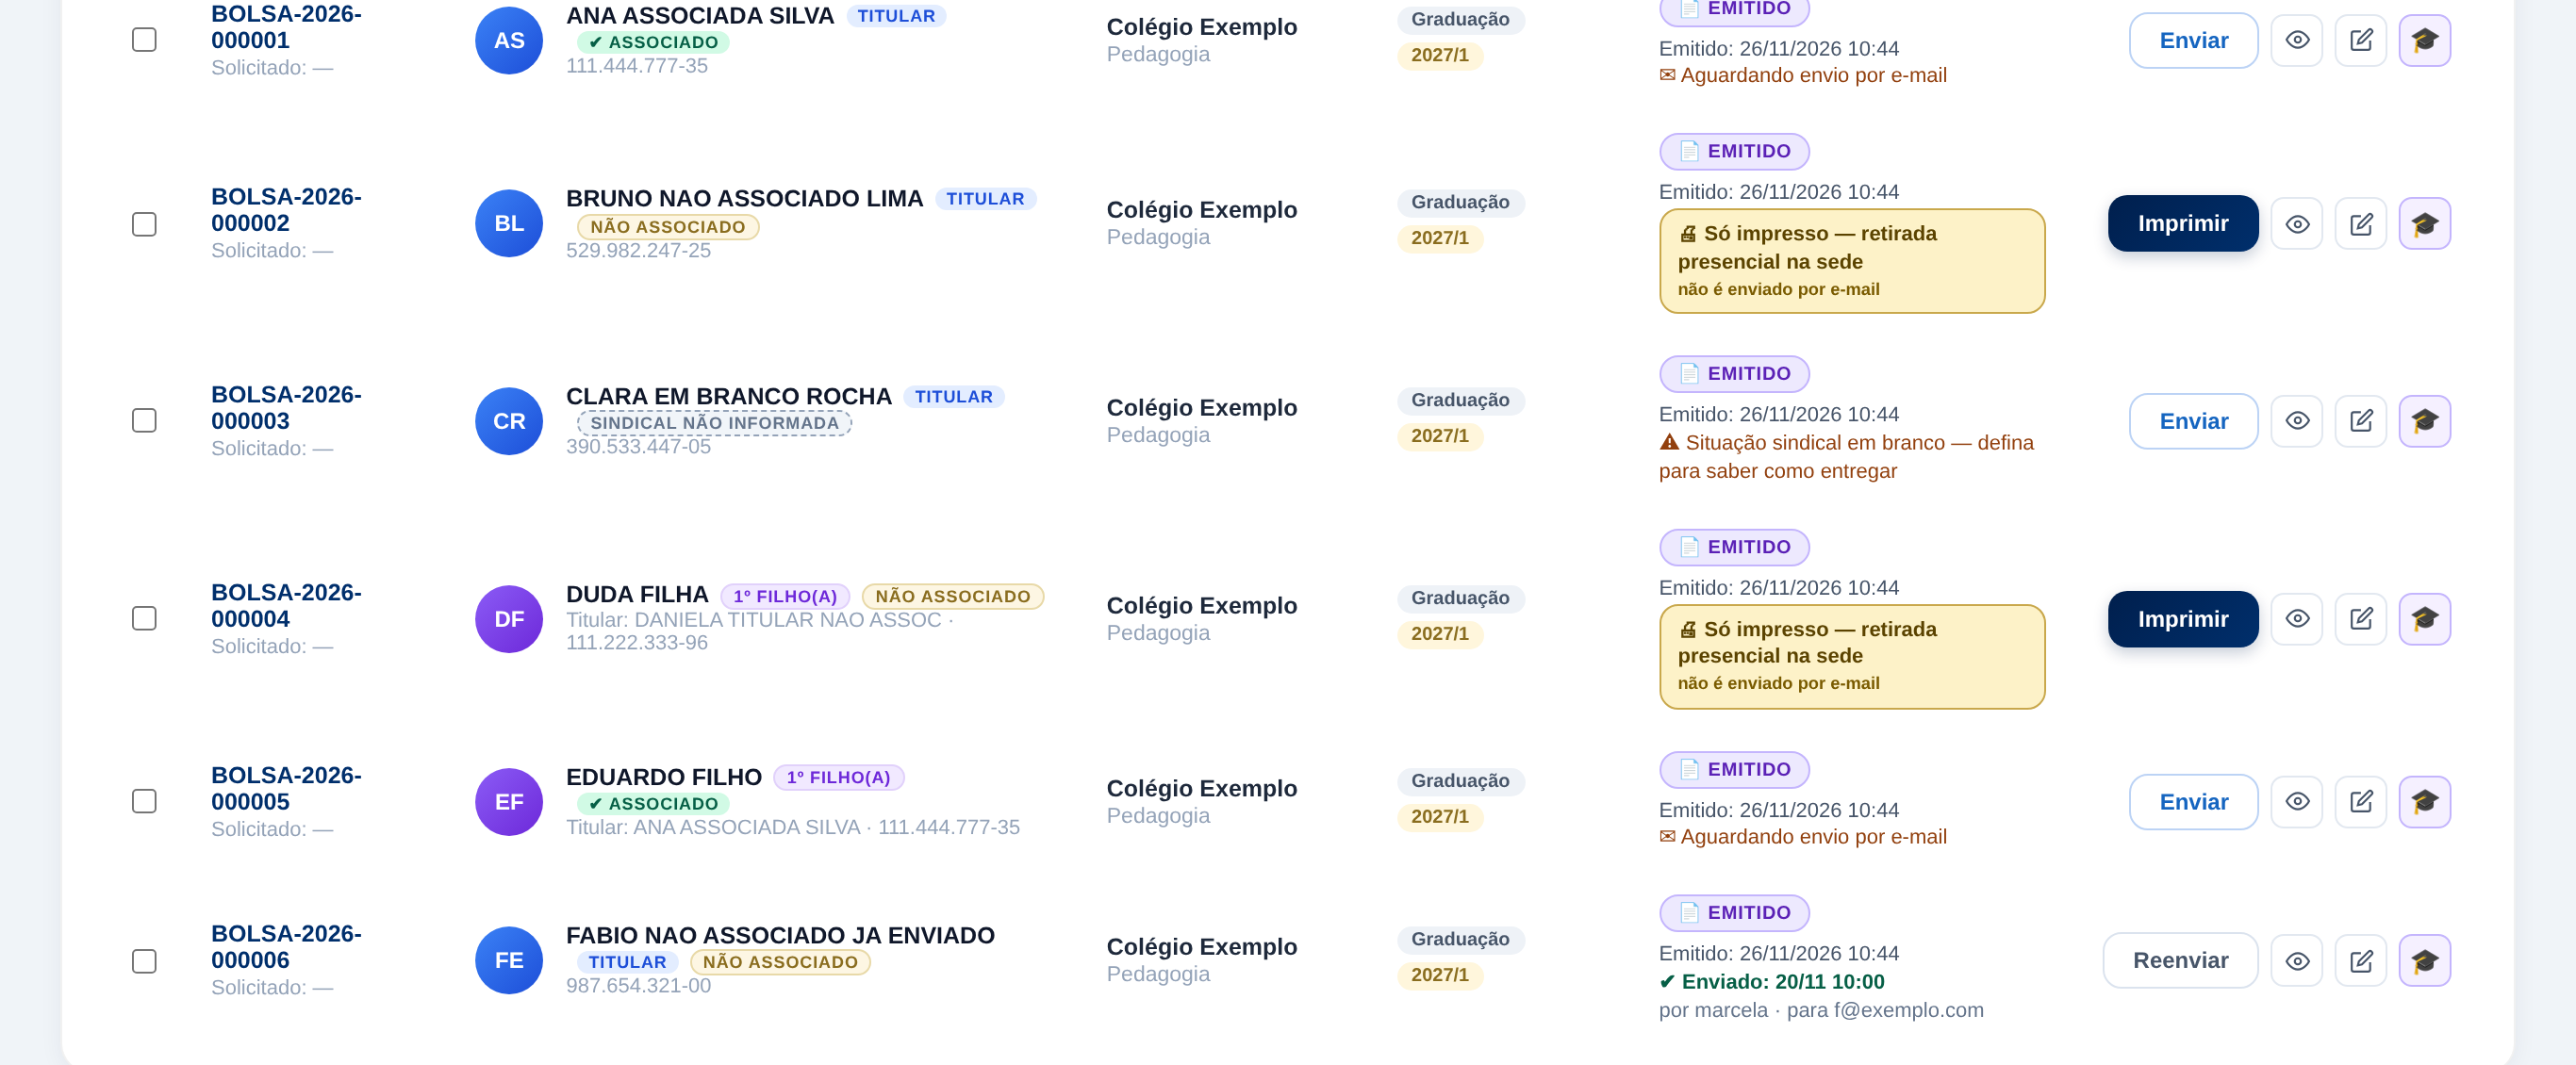 BOLSA-2026-
000001
Solicitado: —
AS
ANA ASSOCIADA SILVA TITULAR
✔ ASSOCIADO
111.444.777-35
Colégio Exemplo
Pedagogia
Graduação
2027/1
📄 EMITIDO
Emitido: 26/11/2026 10:44
✉ Aguardando envio por e-mail
Enviar
BOLSA-2026-
000002
Solicitado: —
BL
BRUNO NAO ASSOCIADO LIMA TITULAR
NÃO ASSOCIADO
529.982.247-25
Colégio Exemplo
Pedagogia
Graduação
2027/1
📄 EMITIDO
Emitido: 26/11/2026 10:44
🖨 Só impresso — retirada
presencial na sede
não é enviado por e-mail
Imprimir
BOLSA-2026-
000003
Solicitado: —
CR
CLARA EM BRANCO ROCHA TITULAR
SINDICAL NÃO INFORMADA
390.533.447-05
Colégio Exemplo
Pedagogia
Graduação
2027/1
📄 EMITIDO
Emitido: 26/11/2026 10:44
⚠ Situação sindical em branco — defina
para saber como entregar
Enviar
BOLSA-2026-
000004
Solicitado: —
DF
DUDA FILHA 1º FILHO(A) NÃO ASSOCIADO
Titular: DANIELA TITULAR NAO ASSOC ·
111.222.333-96
Colégio Exemplo
Pedagogia
Graduação
2027/1
📄 EMITIDO
Emitido: 26/11/2026 10:44
🖨 Só impresso — retirada
presencial na sede
não é enviado por e-mail
Imprimir
BOLSA-2026-
000005
Solicitado: —
EF
EDUARDO FILHO 1º FILHO(A)
✔ ASSOCIADO
Titular: ANA ASSOCIADA SILVA · 111.444.777-35
Colégio Exemplo
Pedagogia
Graduação
2027/1
📄 EMITIDO
Emitido: 26/11/2026 10:44
✉ Aguardando envio por e-mail
Enviar
BOLSA-2026-
000006
Solicitado: —
FE
FABIO NAO ASSOCIADO JA ENVIADO
TITULAR NÃO ASSOCIADO
987.654.321-00
Colégio Exemplo
Pedagogia
Graduação
2027/1
📄 EMITIDO
Emitido: 26/11/2026 10:44
✔ Enviado: 20/11 10:00
por marcela · para f@exemplo.com
Reenviar